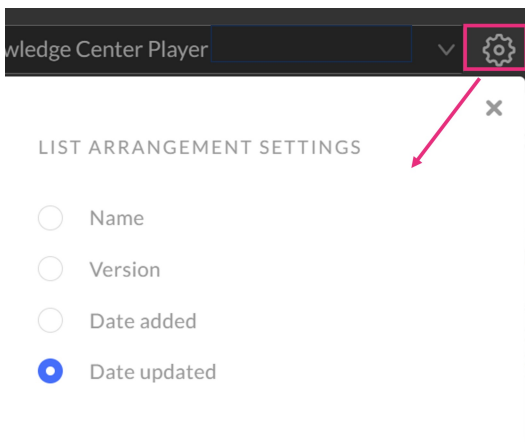 wledge Center Player
LIST ARRANGEMENT SETTINGS
Name
Version
Date added
Date updated